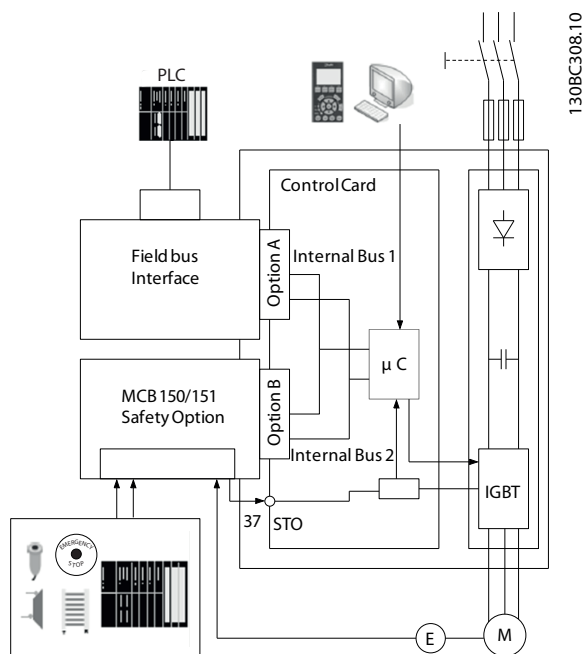 130BC308.10
PLC
Control Card
Field bus
Interface
Option A
Internal Bus 1
µ C
MCB 150/151
Safety Option
Option B
Internal Bus 2
IGBT
37
STO
EMERGENCY
STOP
E
M